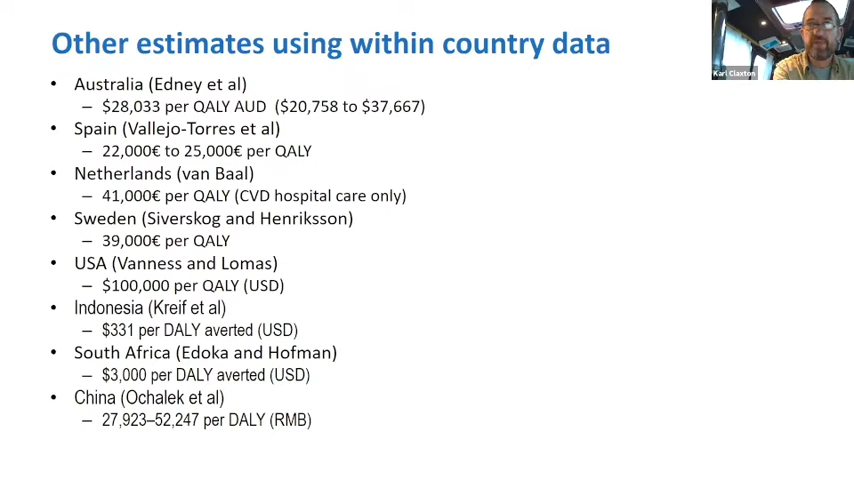 Other estimates using within country data
Karl Claxton
• Australia (Edney et al)
– $28,033 per QALY AUD ($20,758 to $37,667)
• Spain (Vallejo-Torres et al)
– 22,000€ to 25,000€ per QALY
• Netherlands (van Baal)
– 41,000€ per QALY (CVD hospital care only)
• Sweden (Siverskog and Henriksson)
– 39,000€ per QALY
• USA (Vanness and Lomas)
– $100,000 per QALY (USD)
• Indonesia (Kreif et al)
– $331 per DALY averted (USD)
• South Africa (Edoka and Hofman)
– $3,000 per DALY averted (USD)
• China (Ochalek et al)
– 27,923–52,247 per DALY (RMB)